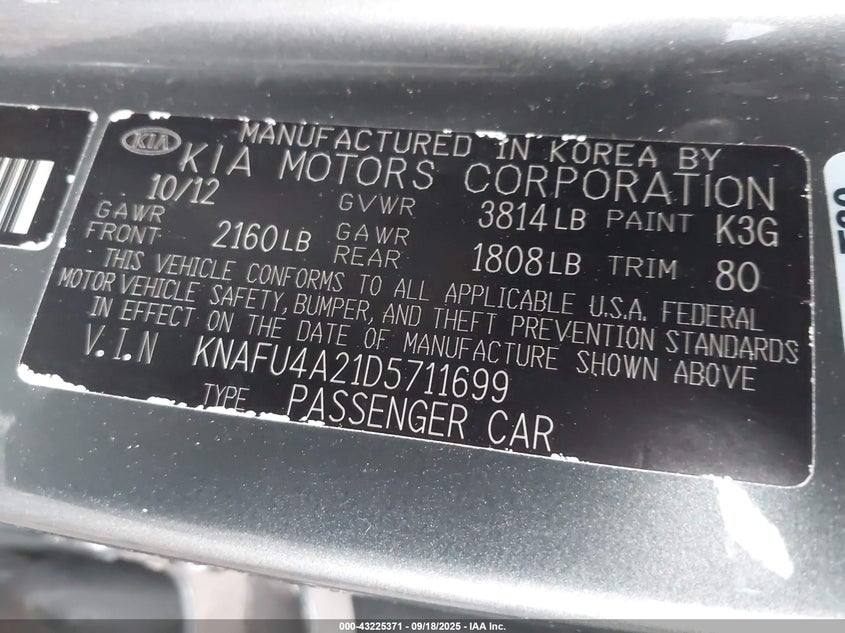 KIA
MANUFACTURED IN KOREA BY
KIA MOTORS CORPORATION
10/12 GVWR 3814 LB PAINT K3G
GAWR FRONT 2160 LB GAWR REAR 1808 LB TRIM 80
THIS VEHICLE CONFORMS TO ALL APPLICABLE U.S.A. FEDERAL
MOTOR VEHICLE SAFETY, BUMPER, AND THEFT PREVENTION STANDARDS
IN EFFECT ON THE DATE OF MANUFACTURE SHOWN ABOVE
V.I.N KNAFU4A21D5711699
TYPE PASSENGER CAR
000-43225371 - 09/18/2025 - IAA Inc.